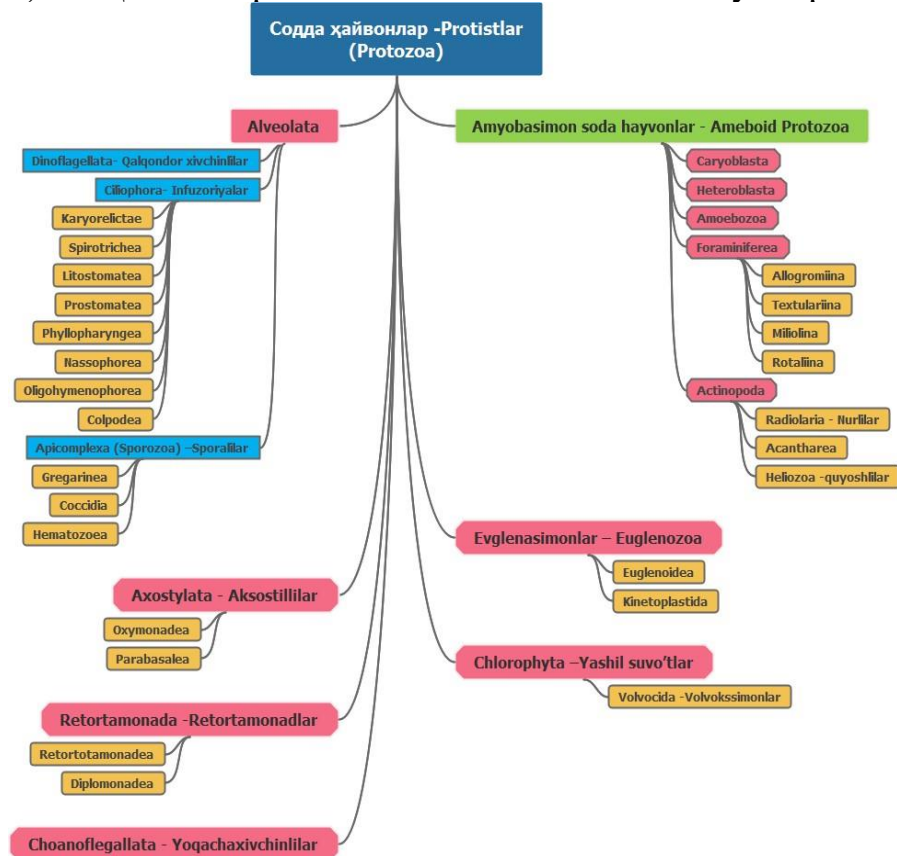 Содда ҳайвонлар -Protistlar
(Protozoa)
Alveolata
Dinoflagellata- Qalqondor xivchinlilar
Ciliophora- Infuzoriyalar
Karyorelictae
Spirotrichea
Litostomatea
Prostomatea
Phyllopharyngea
Nassophorea
Oligohymenophorea
Colpodea
Apicomplexa (Sporozoa) –Sporalilar
Gregarinea
Coccidia
Hematozoea
Axostylata - Aksostillilar
Oxymonadea
Parabasalea
Retortamonada -Retortamonadlar
Retortotamonadea
Diplomonadea
Choanoflegallata - Yoqachaxivchinlilar
Amyobasimon soda hayvonlar - Ameboid Protozoa
Caryoblasta
Heteroblasta
Amoebozoa
Foraminiferea
Allogromiina
Textulariina
Miliolina
Rotaliina
Actinopoda
Radiolaria - Nurlilar
Acantharea
Heliozoa -quyoshlilar
Evglenasimonlar – Euglenozoa
Euglenoidea
Kinetoplastida
Chlorophyta –Yashil suvo’tlar
Volvocida -Volvokssimonlar